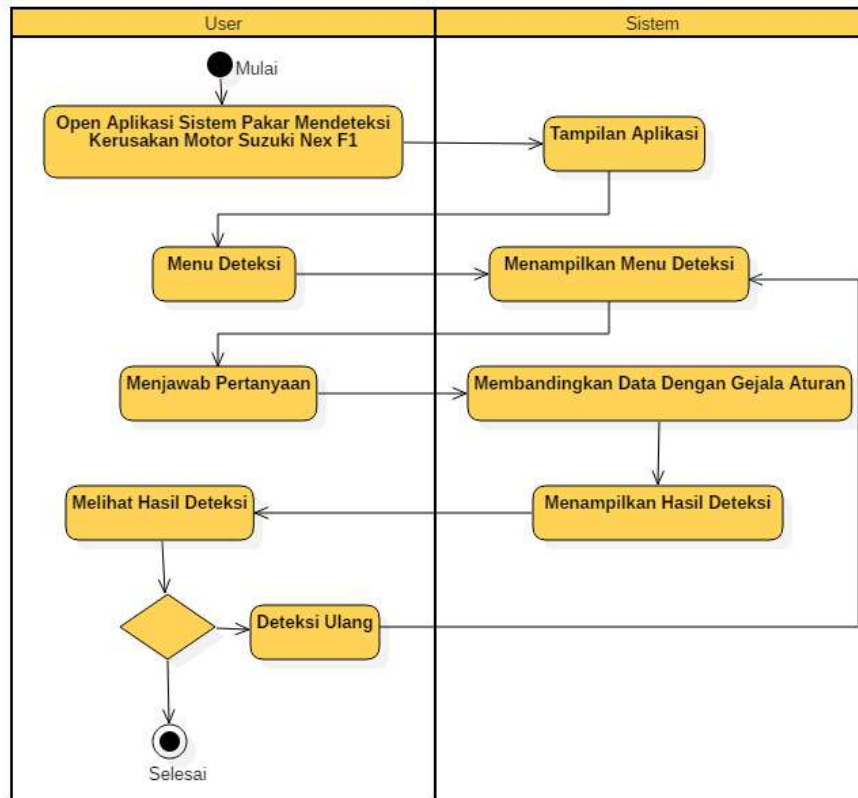 User
Sistem
Mulai
Open Aplikasi Sistem Pakar Mendeteksi
Kerusakan Motor Suzuki Nex F1
Tampilan Aplikasi
Menu Deteksi
Menampilkan Menu Deteksi
Menjawab Pertanyaan
Membandingkan Data Dengan Gejala Aturan
Melihat Hasil Deteksi
Menampilkan Hasil Deteksi
Deteksi Ulang
Selesai